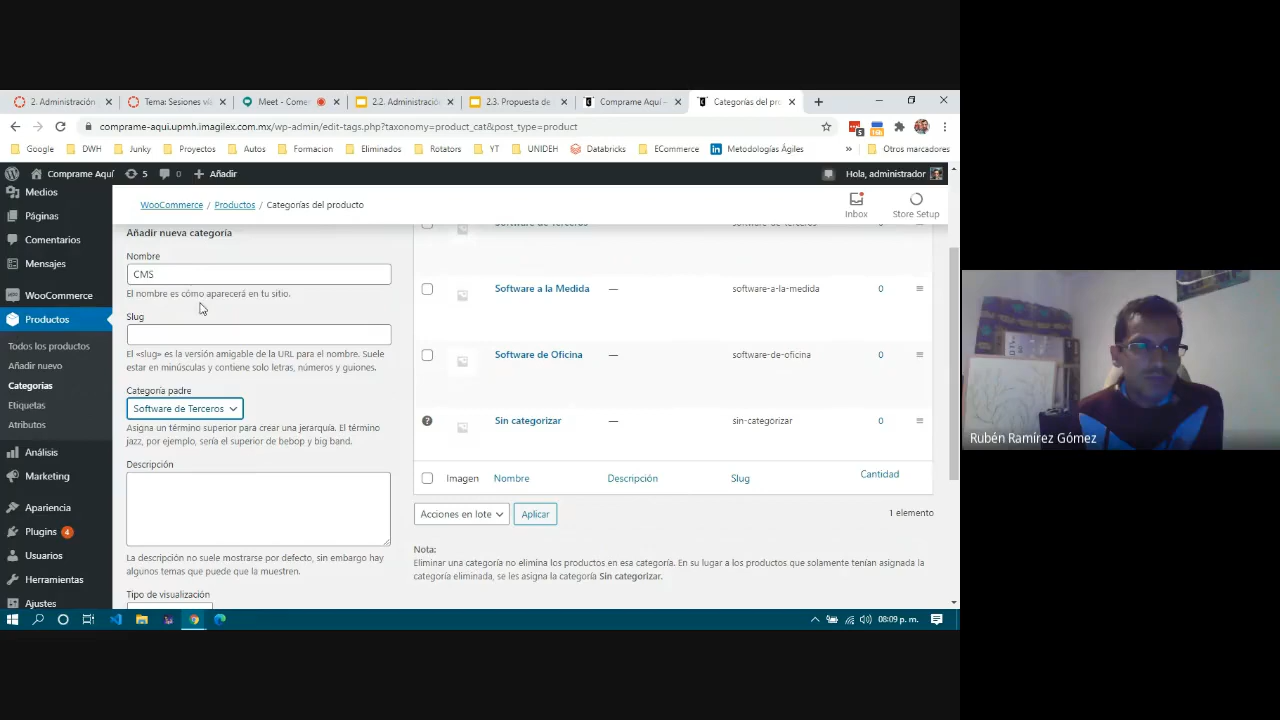 2. Administración
Tema: Sesiones vi
Meet - Come
2.2. Administració
2.3. Propuesta de
Comprame Aquí –
Categorías del pro
comprame-aqui.upmh.imagilex.com.mx/wp-admin/edit-tags.php?taxonomy=product_cat&post_type=product
Google
DWH
Junky
Proyectos
Autos
Formacion
Eliminados
Rotators
YT
UNIDEH
Databricks
ECommerce
Metodologías Ágiles
»
Otros marcadores
Comprame Aquí
5
0
Añadir
Hola, administrador
Medios
Páginas
Comentarios
Mensajes
WooCommerce
Productos
Todos los productos
Añadir nuevo
Categorías
Etiquetas
Atributos
Análisis
Marketing
Apariencia
Plugins 4
Usuarios
Herramientas
Ajustes
WooCommerce / Productos / Categorías del producto
Inbox
Store Setup
Añadir nueva categoría
Nombre
CMS
El nombre es cómo aparecerá en tu sitio.
Slug
El «slug» es la versión amigable de la URL para el nombre. Suele
estar en minúsculas y contiene solo letras, números y guiones.
Categoría padre
Software de Terceros
Asigna un término superior para crear una jerarquía. El término
jazz, por ejemplo, sería el superior de bebop y big band.
Descripción
La descripción no suele mostrarse por defecto, sin embargo hay
algunos temas que puede que la muestren.
Tipo de visualización
Software de Terceros
software-de-terceros
0
Software a la Medida — software-a-la-medida 0
Software de Oficina — software-de-oficina 0
Sin categorizar — sin-categorizar 0
Imagen Nombre Descripción Slug Cantidad
Acciones en lote
Aplicar
1 elemento
Nota:
Eliminar una categoría no elimina los productos en esa categoría. En su lugar a los productos que solamente tenían asignada la
categoría eliminada, se les asigna la categoría Sin categorizar.
08:09 p. m.
Rubén Ramírez Gómez